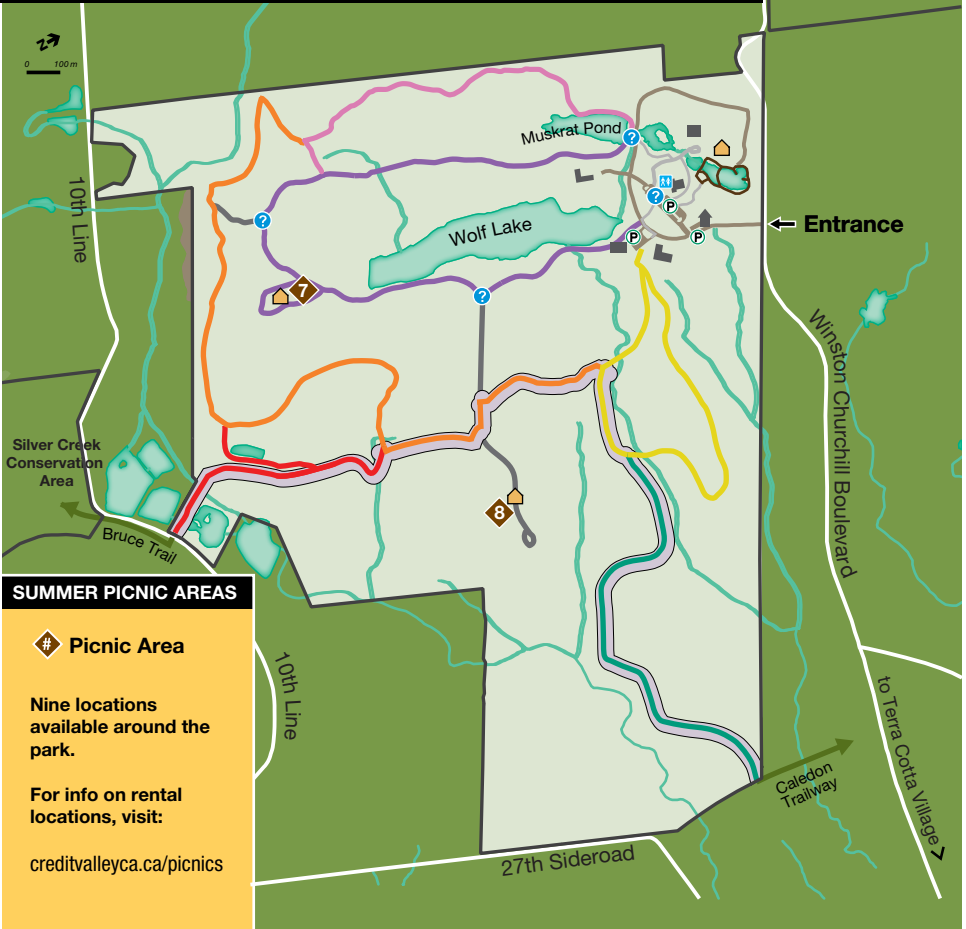 N
0 100 m
Muskrat Pond
?
?
P
10th Line
?
Wolf Lake
P
P
Entrance
7
?
Winston Churchill Boulevard
Silver Creek
Conservation
Area
8
Bruce Trail
SUMMER PICNIC AREAS
# Picnic Area
Nine locations
available around the
park.
For info on rental
locations, visit:
creditvalleyca.ca/picnics
10th Line
to Terra Cotta Village
Caledon
Trailway
27th Sideroad